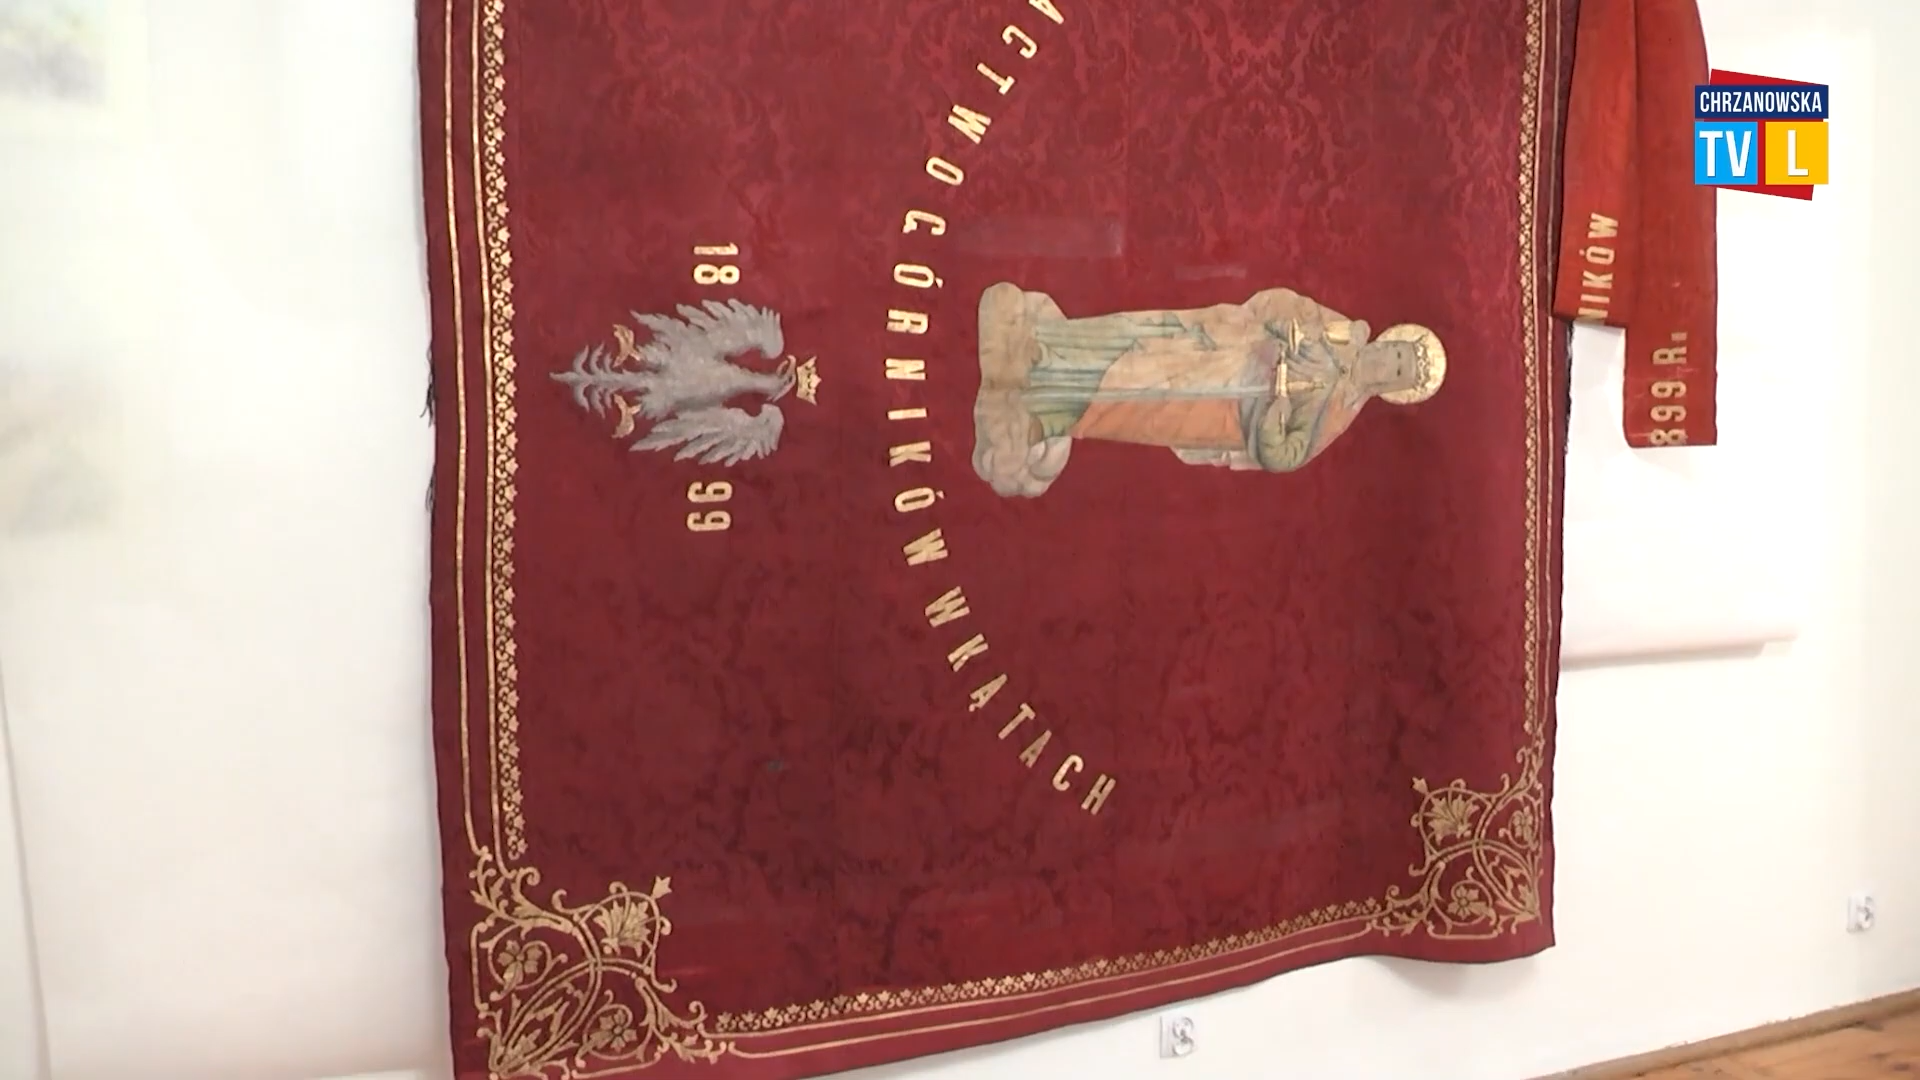 ACTWO GÓRNIKÓW W KĄTACH
18 99
NIKÓW
899 R.
CHRZANOWSKA
TV L